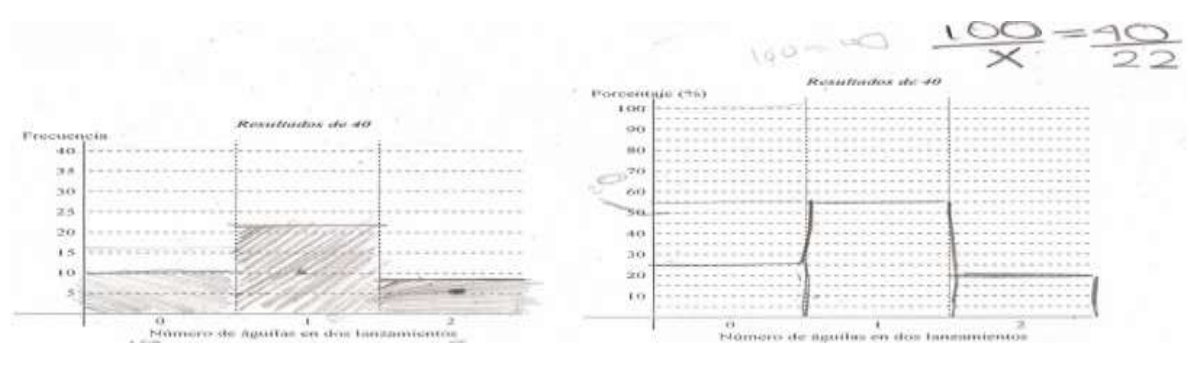 Resultados de 40
Frecuencia
40
35
30
25
20
15
10
5
0 1 2
Número de águilas en dos lanzamientos
100/X = 40/22
Resultados de 40
Porcentaje (%)
100
90
80
70
60
50
40
30
20
10
0 1 2
Número de águilas en dos lanzamientos